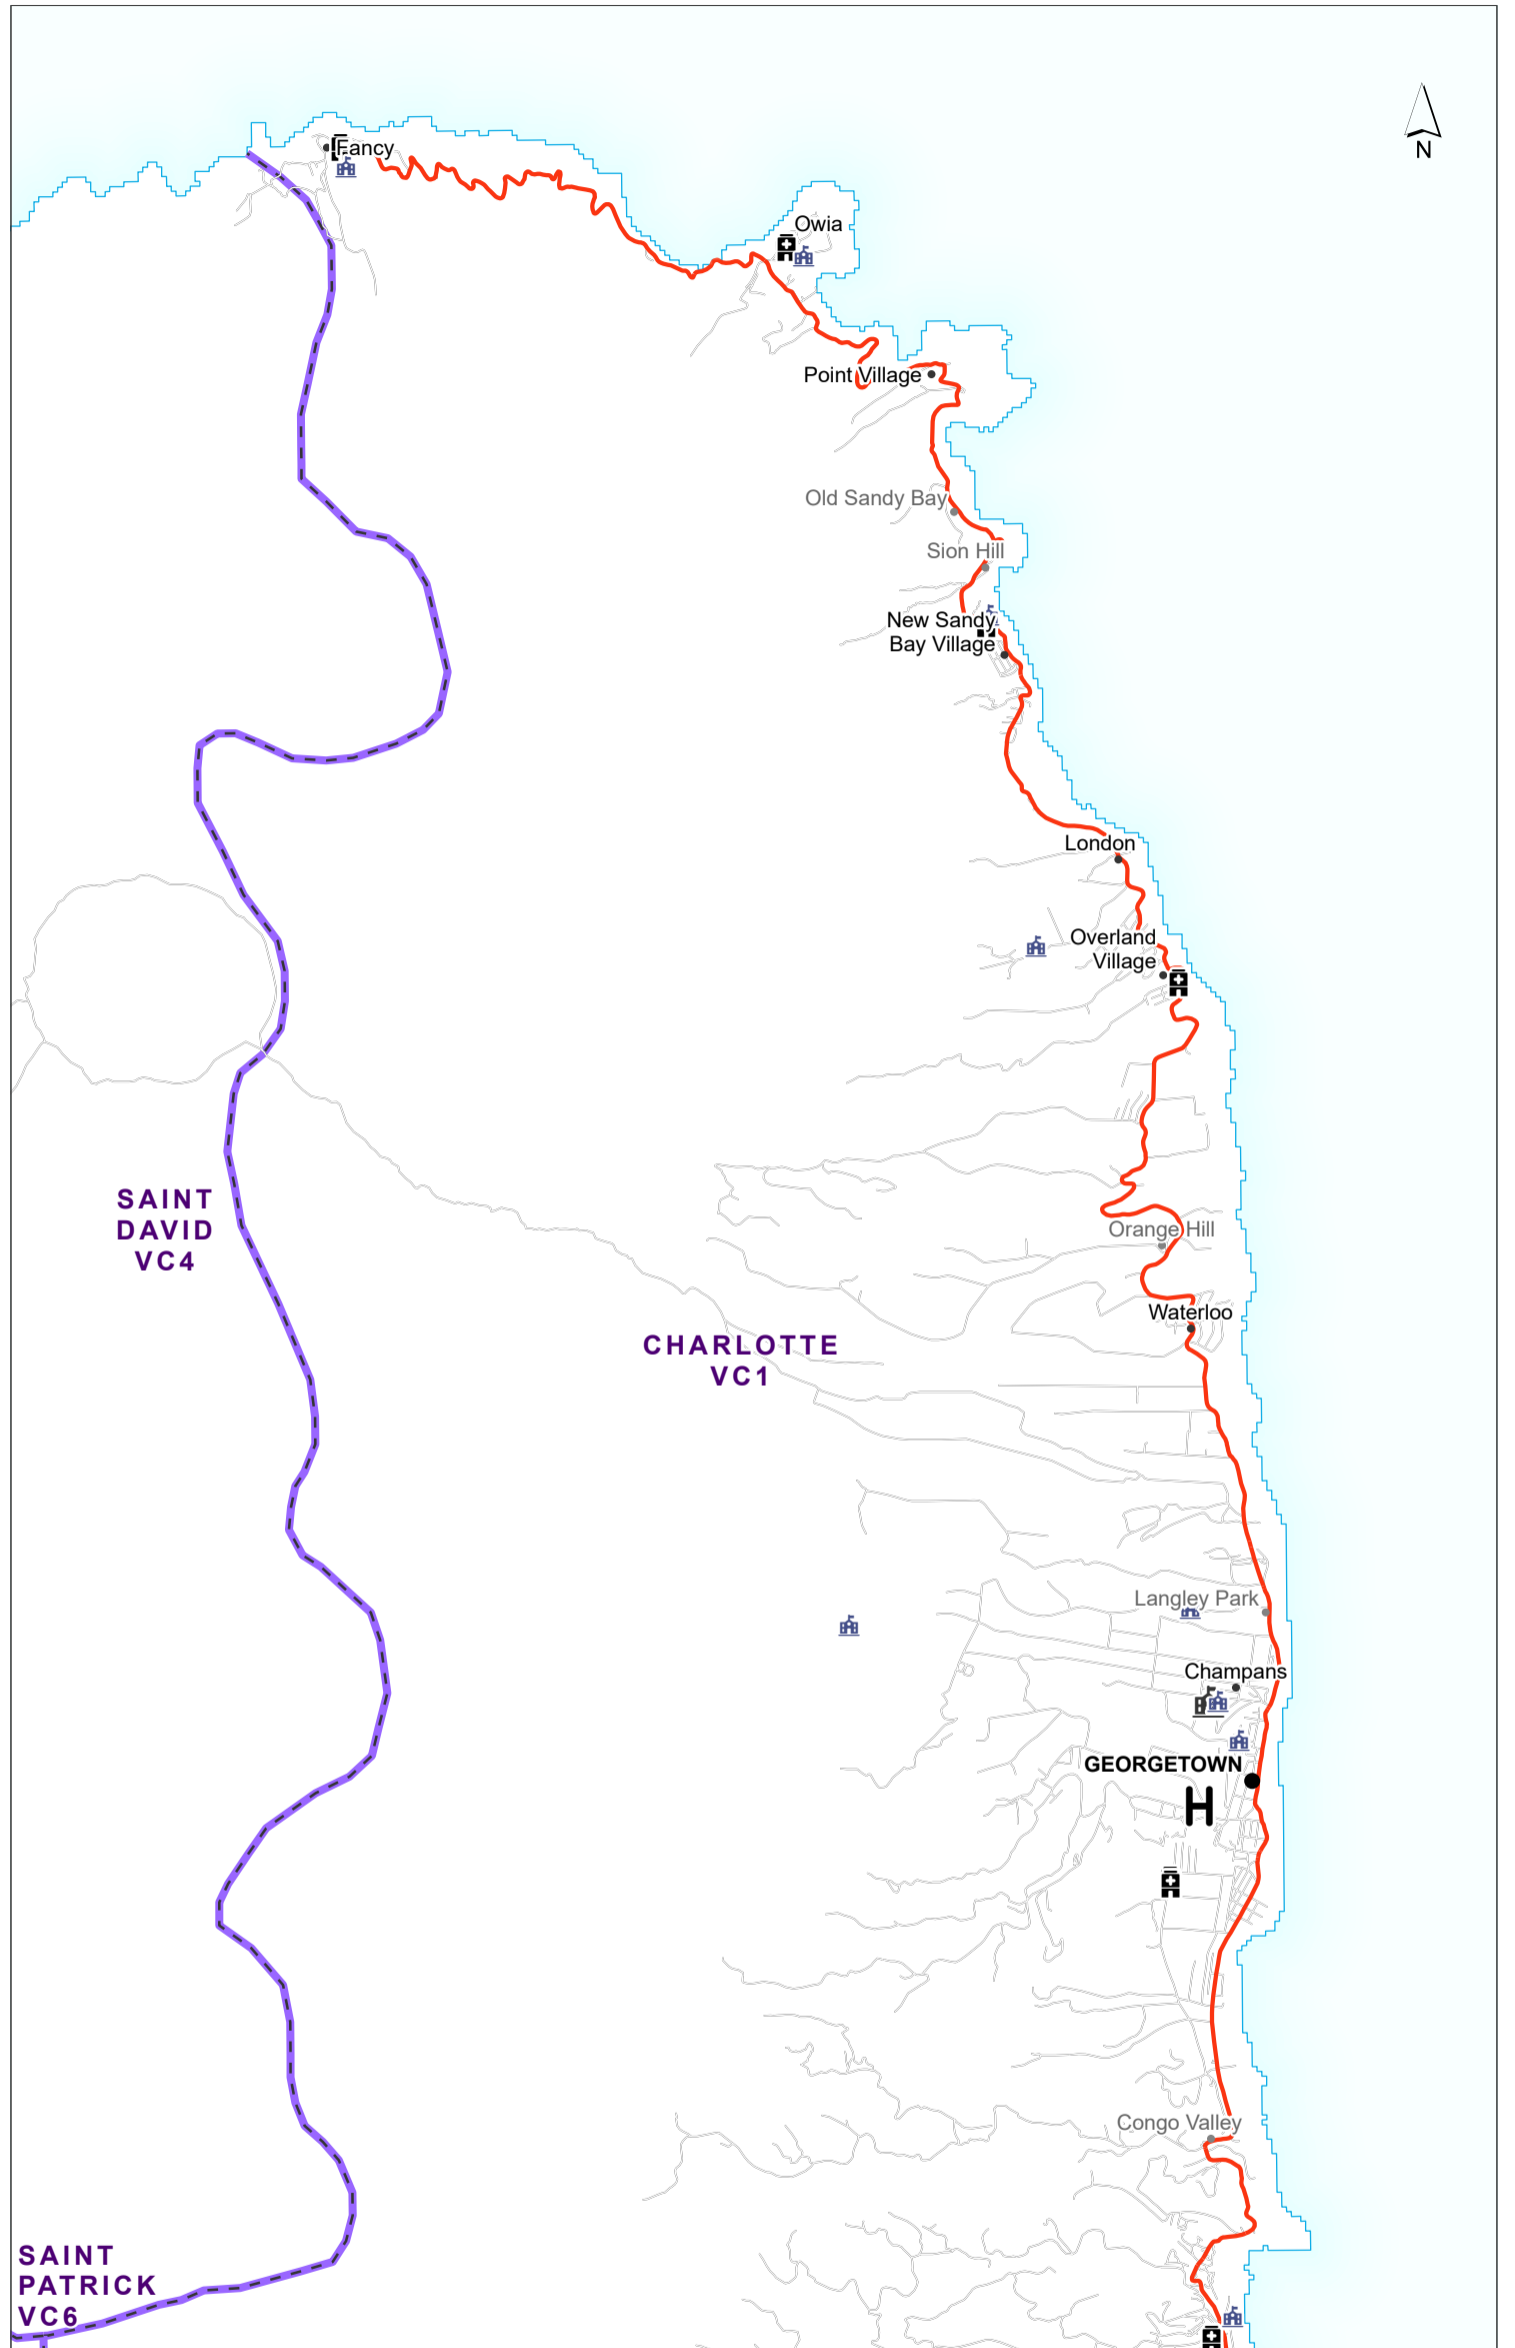 N
Fancy
Owia
Point Village
Old Sandy Bay
Sion Hill
New Sandy
Bay Village
London
Overland
Village
SAINT
DAVID
VC4
Orange Hill
Waterloo
CHARLOTTE
VC1
Langley Park
Champans
GEORGETOWN
H
Congo Valley
SAINT
PATRICK
VC6